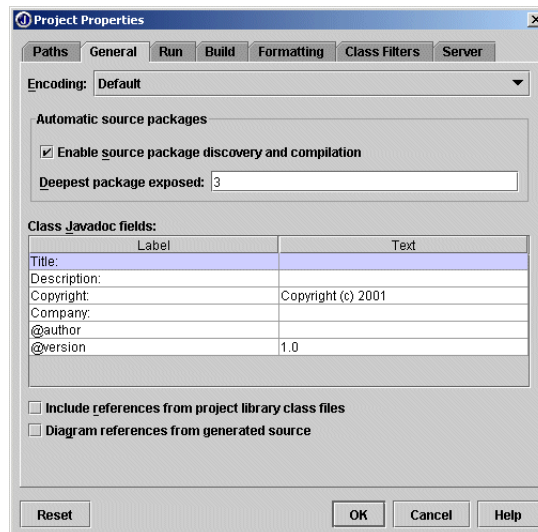 Project Properties
Paths General Run Build Formatting Class Filters Server
Encoding: Default
Automatic source packages
Enable source package discovery and compilation
Deepest package exposed: 3
Class Javadoc fields:
Label Text
Title:
Description:
Copyright: Copyright (c) 2001
Company:
@author
@version 1.0
Include references from project library class files
Diagram references from generated source
Reset OK Cancel Help